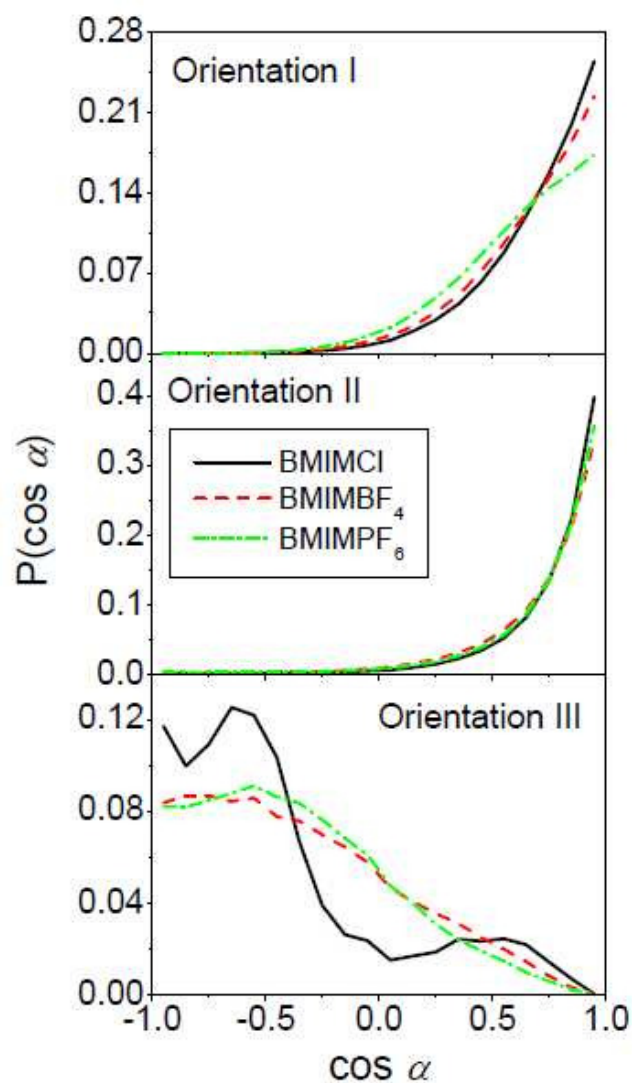 0.28
Orientation I
0.21
0.14
0.07
0.00
Orientation II
0.4
BMIMCl
0.3
BMIMBF₄
0.2
BMIMPF₆
0.1
0.0
P(cos α)
Orientation III
0.12
0.08
0.04
0.00
-1.0 -0.5 0.0 0.5 1.0
cos α